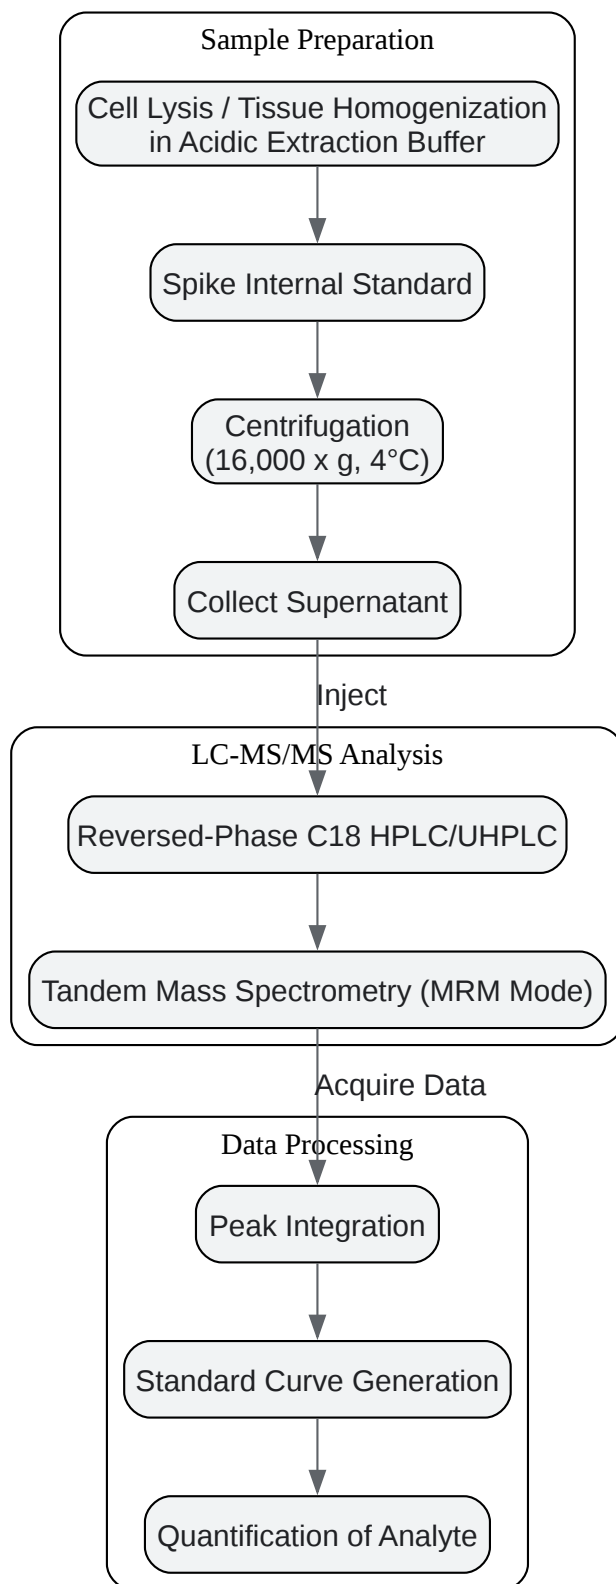 Sample Preparation
Cell Lysis / Tissue Homogenization
in Acidic Extraction Buffer
Spike Internal Standard
Centrifugation
(16,000 x g, 4°C)
Collect Supernatant
Inject
LC-MS/MS Analysis
Reversed-Phase C18 HPLC/UHPLC
Tandem Mass Spectrometry (MRM Mode)
Acquire Data
Data Processing
Peak Integration
Standard Curve Generation
Quantification of Analyte